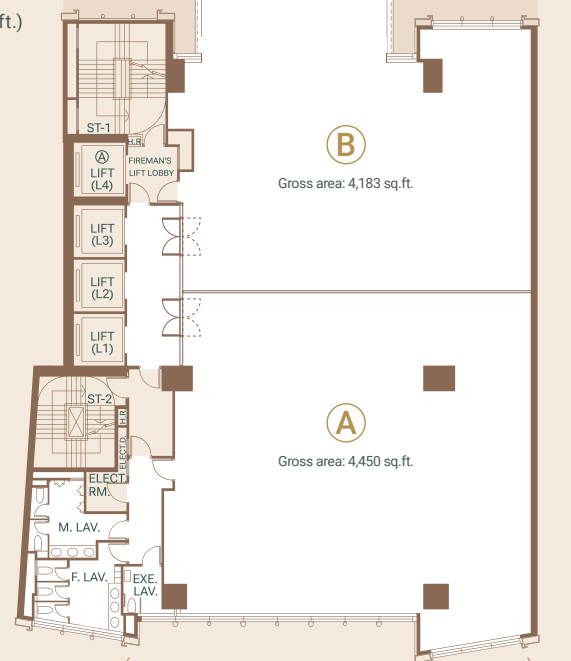 ft.)
ST-1
H.R
A
LIFT
(L4)
FIREMAN'S
LIFT LOBBY
B
Gross area: 4,183 sq.ft.
LIFT
(L3)
LIFT
(L2)
LIFT
(L1)
ST-2
H.R
ELECT.D.
A
Gross area: 4,450 sq.ft.
ELECT.
RM.
M. LAV.
F. LAV.
EXE.
LAV.